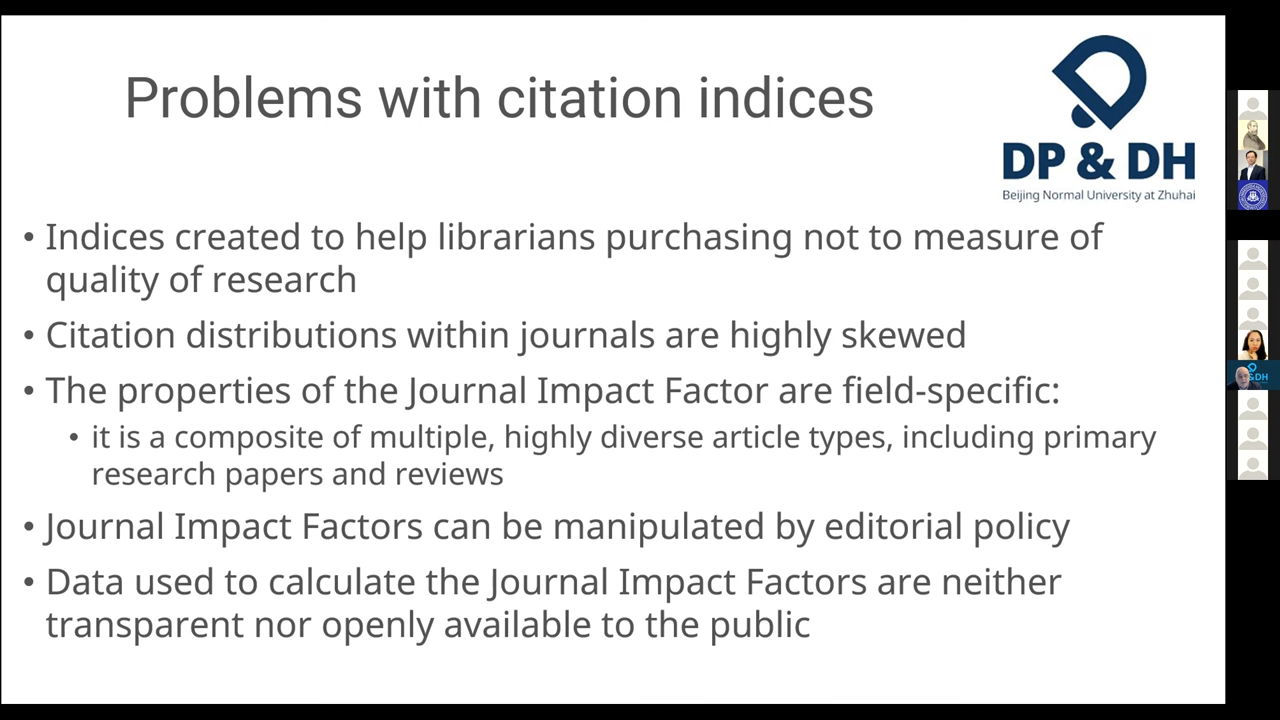 Problems with citation indices
DP & DH
Beijing Normal University at Zhuhai
• Indices created to help librarians purchasing not to measure of
quality of research
• Citation distributions within journals are highly skewed
• The properties of the Journal Impact Factor are field-specific:
• it is a composite of multiple, highly diverse article types, including primary
research papers and reviews
• Journal Impact Factors can be manipulated by editorial policy
• Data used to calculate the Journal Impact Factors are neither
transparent nor openly available to the public